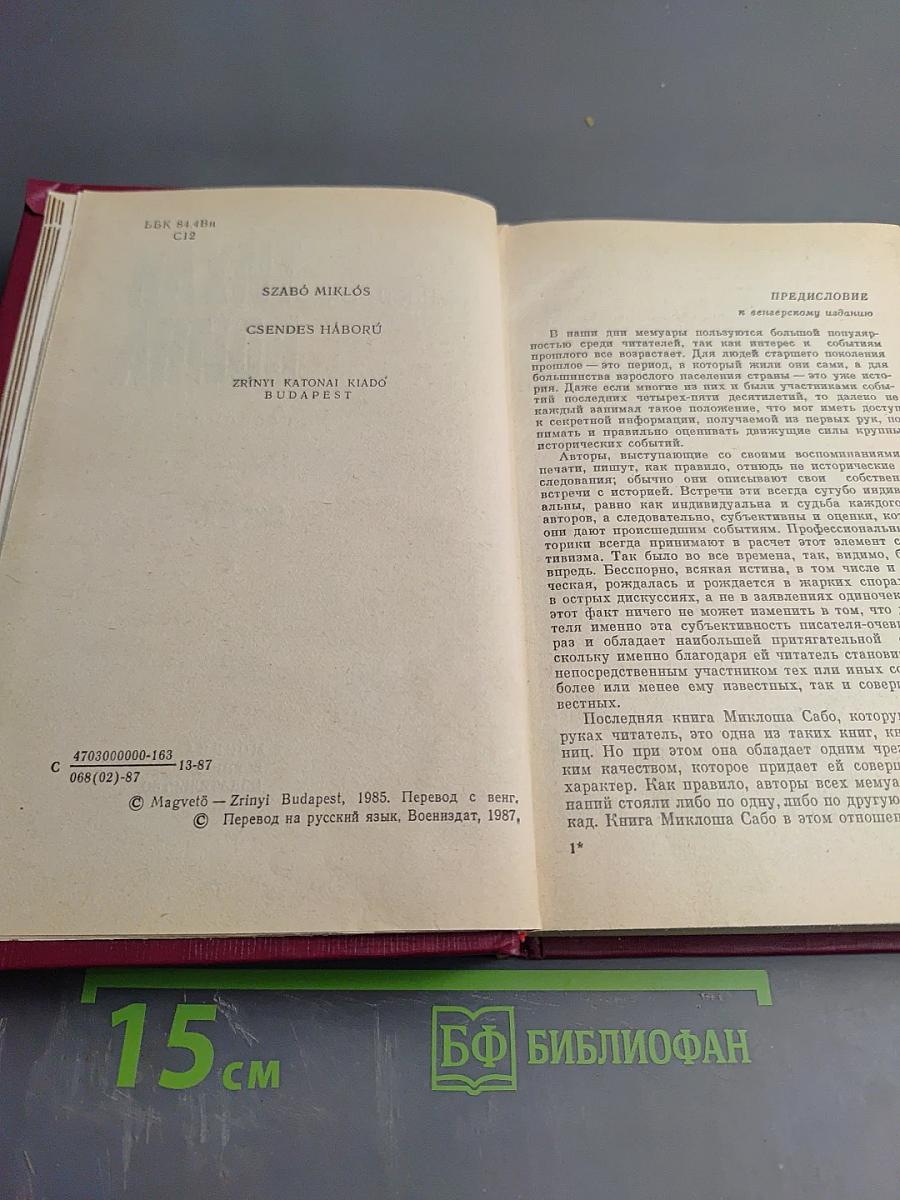 ББК 84.4Вн
С12
SZABÓ MIKLÓS
CSENDES HÁBORÚ
ZRÍNYI KATONAI KIADÓ
BUDAPEST
С 4703000000-163
068(02)-87
13-87
© Magvető — Zrinyi Budapest, 1985. Перевод с венг,
© Перевод на русский язык, Воениздат, 1987,
ПРЕДИСЛОВИЕ
к венгерскому изданию
В наши дни мемуары пользуются большой популяр-
ностью среди читателей, так как интерес к событиям
прошлого все возрастает. Для людей старшего поколения
прошлое — это период, в который жили они сами, а для
большинства взрослого населения страны — это уже исто-
рия. Даже если многие из них и были участниками собы-
тий последних четырех-пяти десятилетий, то далеко не
каждый занимал такое положение, что мог иметь доступ
к секретной информации, получаемой из первых рук, по
нимать и правильно оценивать движущие силы крупны
исторических событий.
Авторы, выступающие со своими воспоминаниями
печати, пишут, как правило, отнюдь не исторические
следования; обычно они описывают свои собствен
встречи с историей. Встречи эти всегда сугубо индив
альны, равно как индивидуальна и судьба каждого
авторов, а следовательно, субъективны и оценки, кот
они дают происшедшим событиям. Профессиональны
торики всегда принимают в расчет этот элемент с
тивизма. Так было во все времена, так, видимо, б
впредь. Бесспорно, всякая истина, в том числе и
ческая, рождалась и рождается в жарких спорах
в острых дискуссиях, а не в заявлениях одиночек
этот факт ничего не может изменить в том, что
теля именно эта субъективность писателя-очеви
раз и обладает наибольшей притягательной
скольку именно благодаря ей читатель станови
непосредственным участником тех или иных со
более или менее ему известных, так и совер
вестных.
Последняя книга Миклоша Сабо, котору
руках читатель, это одна из таких книг, кн
ниц. Но при этом она обладает одним чрез
ким качеством, которое придает ей соверш
характер. Как правило, авторы всех мемуа
наний стояли либо по одну, либо по другую
кад. Книга Миклоша Сабо в этом отношен
1*
15 см
БФ БИБЛИОФАН